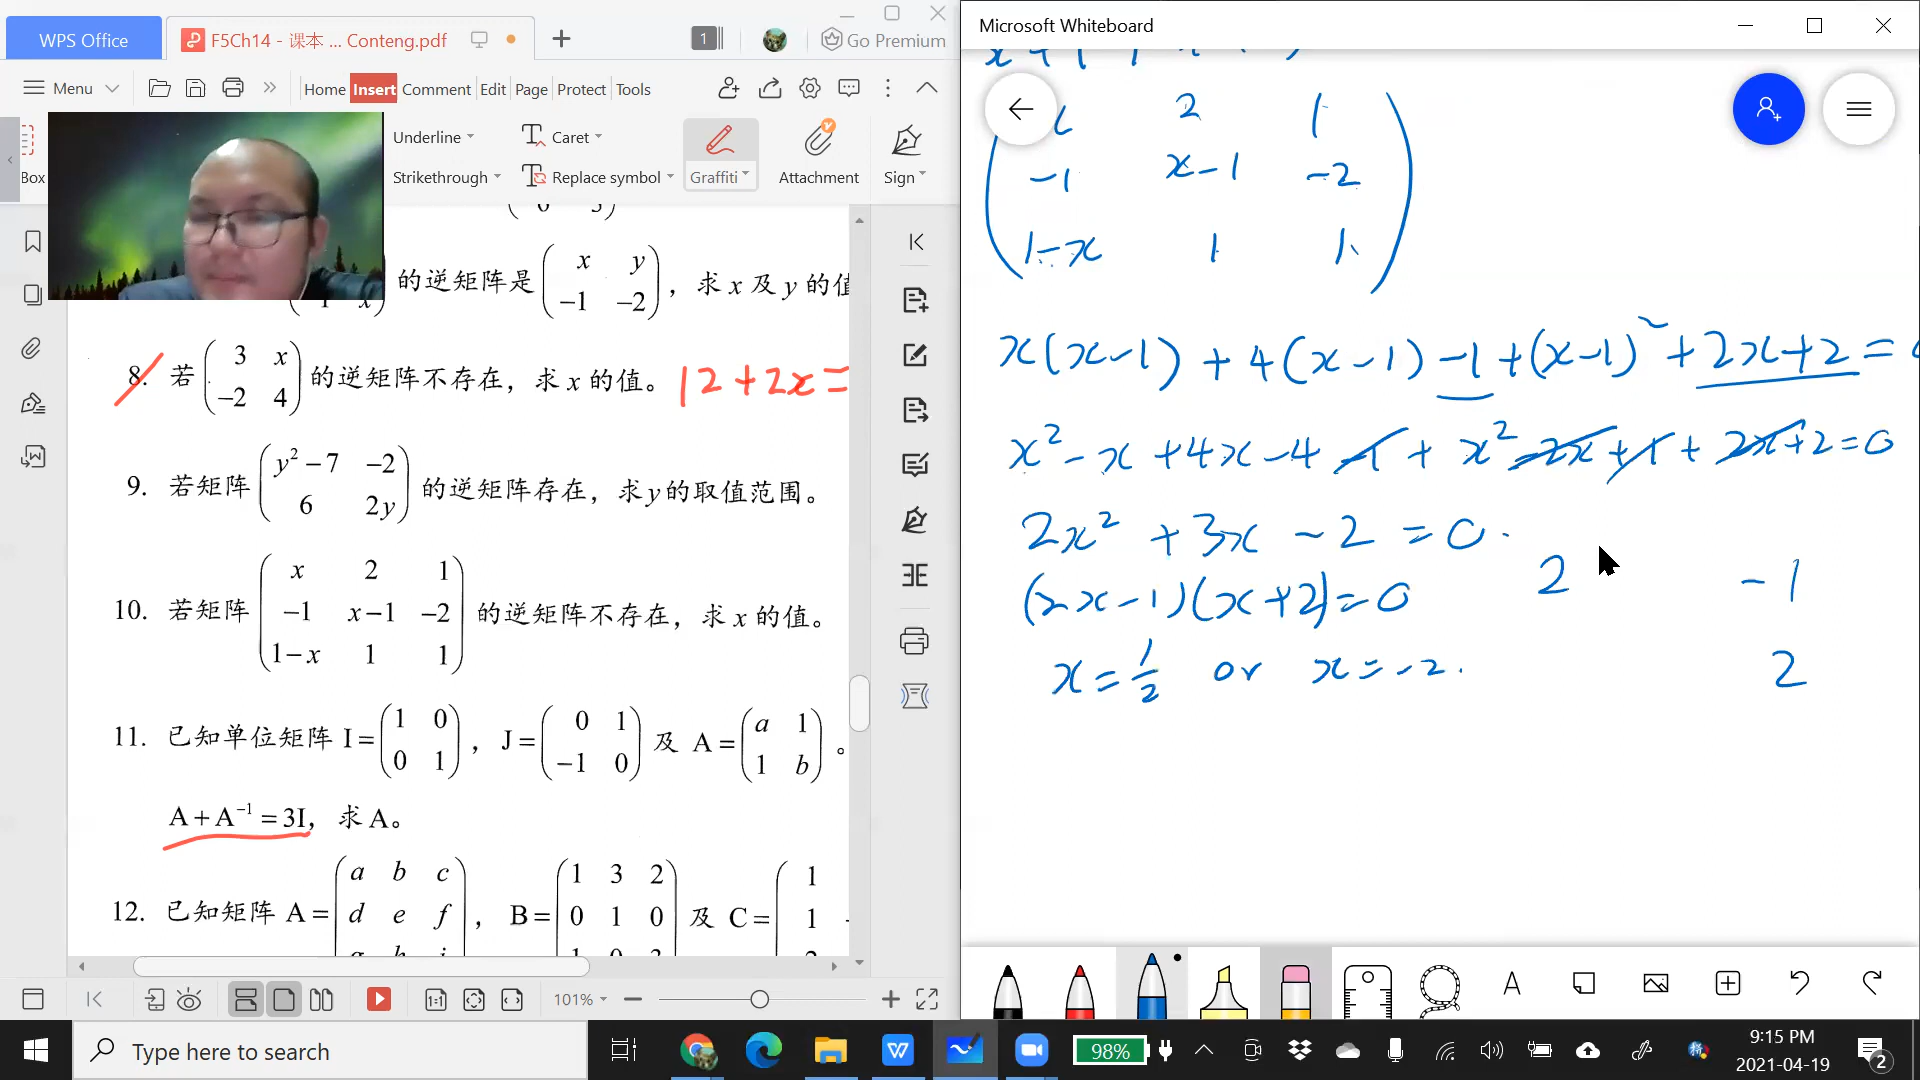 WPS Office
F5Ch14 - 课本 ... Conteng.pdf
1
Go Premium
Menu
Home Insert Comment Edit Page Protect Tools
Box
Underline
Caret
Strikethrough
Replace symbol
Graffiti
Attachment
Sign
的逆矩阵是 ( x y
-1 -2 ) ，求 x 及 y 的值
8. 若 ( 3 x
-2 4 ) 的逆矩阵不存在，求 x 的值。 12+2x=
9. 若矩阵 ( y²-7 -2
6 2y ) 的逆矩阵存在，求y的取值范围。
10. 若矩阵 ( x 2 1
-1 x-1 -2
1-x 1 1 ) 的逆矩阵不存在，求 x 的值。
11. 已知单位矩阵 I = ( 1 0
0 1 ) ，J = ( 0 1
-1 0 ) 及 A = ( a 1
1 b ) 。
A + A⁻¹ = 3I，求 A。
12. 已知矩阵 A = ( a b c
d e f
，B = ( 1 3 2
0 1 0
及 C = ( 1
1
101%
Microsoft Whiteboard
2 1
-1 x-1 -2
1-x 1 1
x(x-1) + 4(x-1) -1 + (x-1)² + 2x+2 =
x² - x + 4x - 4 -1 + x² -2x +1 + 2x + 2 = 0
2x² + 3x - 2 = 0.
(2x-1)(x+2) = 0
2 -1
2
x = 1/2 or x = -2.
Type here to search
98%
9:15 PM
2021-04-19
2